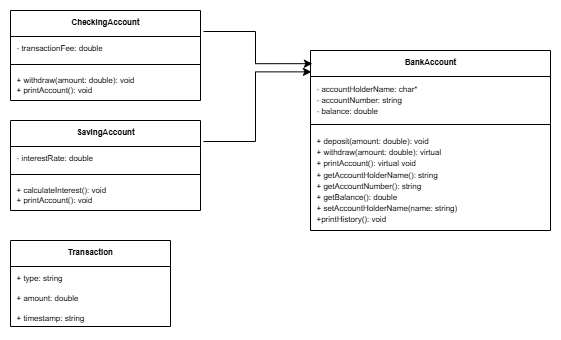 CheckingAccount
- transactionFee: double
+ withdraw(amount: double): void
+ printAccount(): void
BankAccount
- accountHolderName: char*
- accountNumber: string
- balance: double
+ deposit(amount: double): void
+ withdraw(amount: double): virtual
+ printAccount(): virtual void
+ getAccountHolderName(): string
+ getAccountNumber(): string
+ getBalance(): double
+ setAccountHolderName(name: string)
+printHistory(): void
SavingAccount
- interestRate: double
+ calculateInterest(): void
+ printAccount(): void
Transaction
+ type: string
+ amount: double
+ timestamp: string